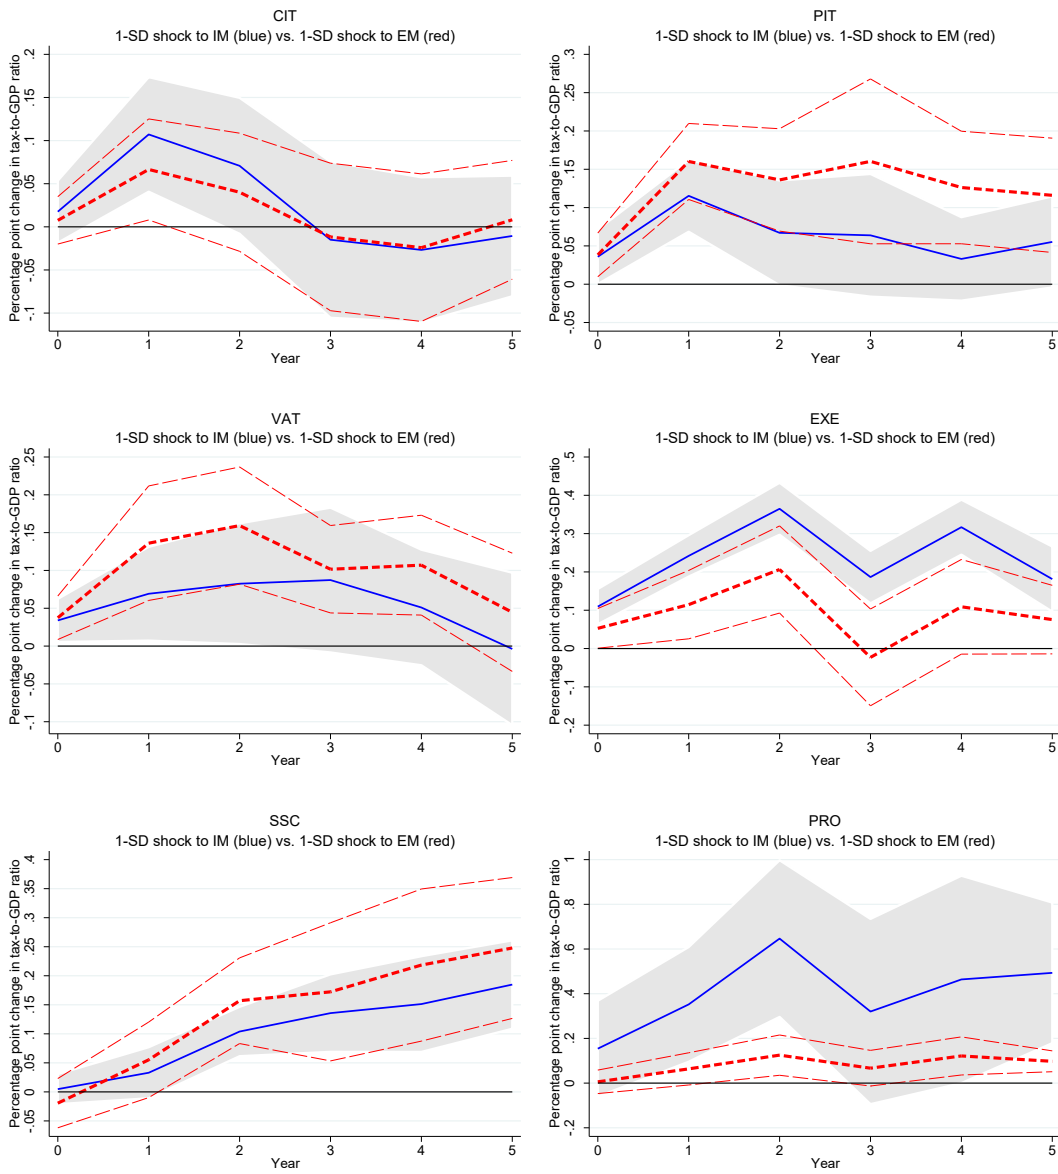 CIT
1-SD shock to IM (blue) vs. 1-SD shock to EM (red)
Percentage point change in tax-to-GDP ratio
.2
.15
.1
.05
0
-.05
-.1
0 1 2 3 4 5
Year
PIT
1-SD shock to IM (blue) vs. 1-SD shock to EM (red)
Percentage point change in tax-to-GDP ratio
.3
.25
.2
.15
.1
.05
0
-.05
0 1 2 3 4 5
Year
VAT
1-SD shock to IM (blue) vs. 1-SD shock to EM (red)
Percentage point change in tax-to-GDP ratio
.25
.2
.15
.1
.05
0
-.05
-.1
0 1 2 3 4 5
Year
EXE
1-SD shock to IM (blue) vs. 1-SD shock to EM (red)
Percentage point change in tax-to-GDP ratio
.5
.4
.3
.2
.1
0
-.1
-.2
0 1 2 3 4 5
Year
SSC
1-SD shock to IM (blue) vs. 1-SD shock to EM (red)
Percentage point change in tax-to-GDP ratio
.4
.35
.3
.25
.2
.15
.1
.05
0
-.05
0 1 2 3 4 5
Year
PRO
1-SD shock to IM (blue) vs. 1-SD shock to EM (red)
Percentage point change in tax-to-GDP ratio
1
.8
.6
.4
.2
0
-.2
0 1 2 3 4 5
Year